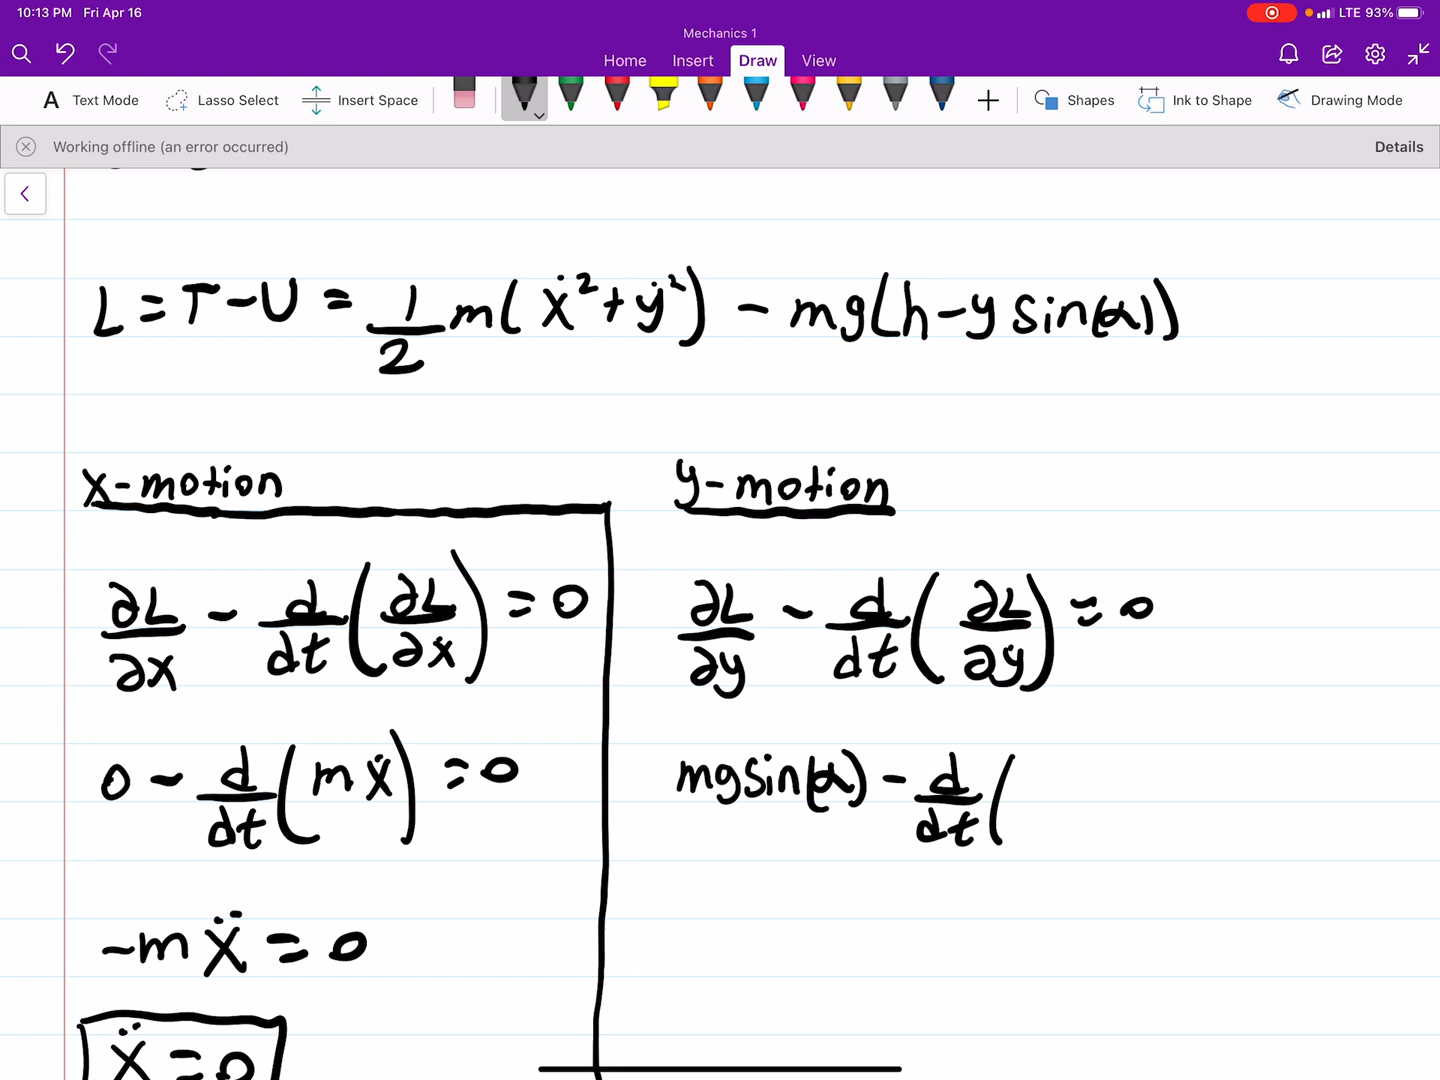 10:13 PM Fri Apr 16
LTE 93%
Mechanics 1
Home Insert Draw View
A Text Mode Lasso Select Insert Space Shapes Ink to Shape Drawing Mode
Working offline (an error occurred) Details
L = T - U = 1/2 m(ẋ² + ẏ²) - mg(h - y sin(α))
x-motion
∂L/∂x - d/dt(∂L/∂ẋ) = 0
0 - d/dt(mẋ) = 0
-mẍ = 0
ẍ = 0
y-motion
∂L/∂y - d/dt(∂L/∂ẏ) = 0
mg sin(α) - d/dt(